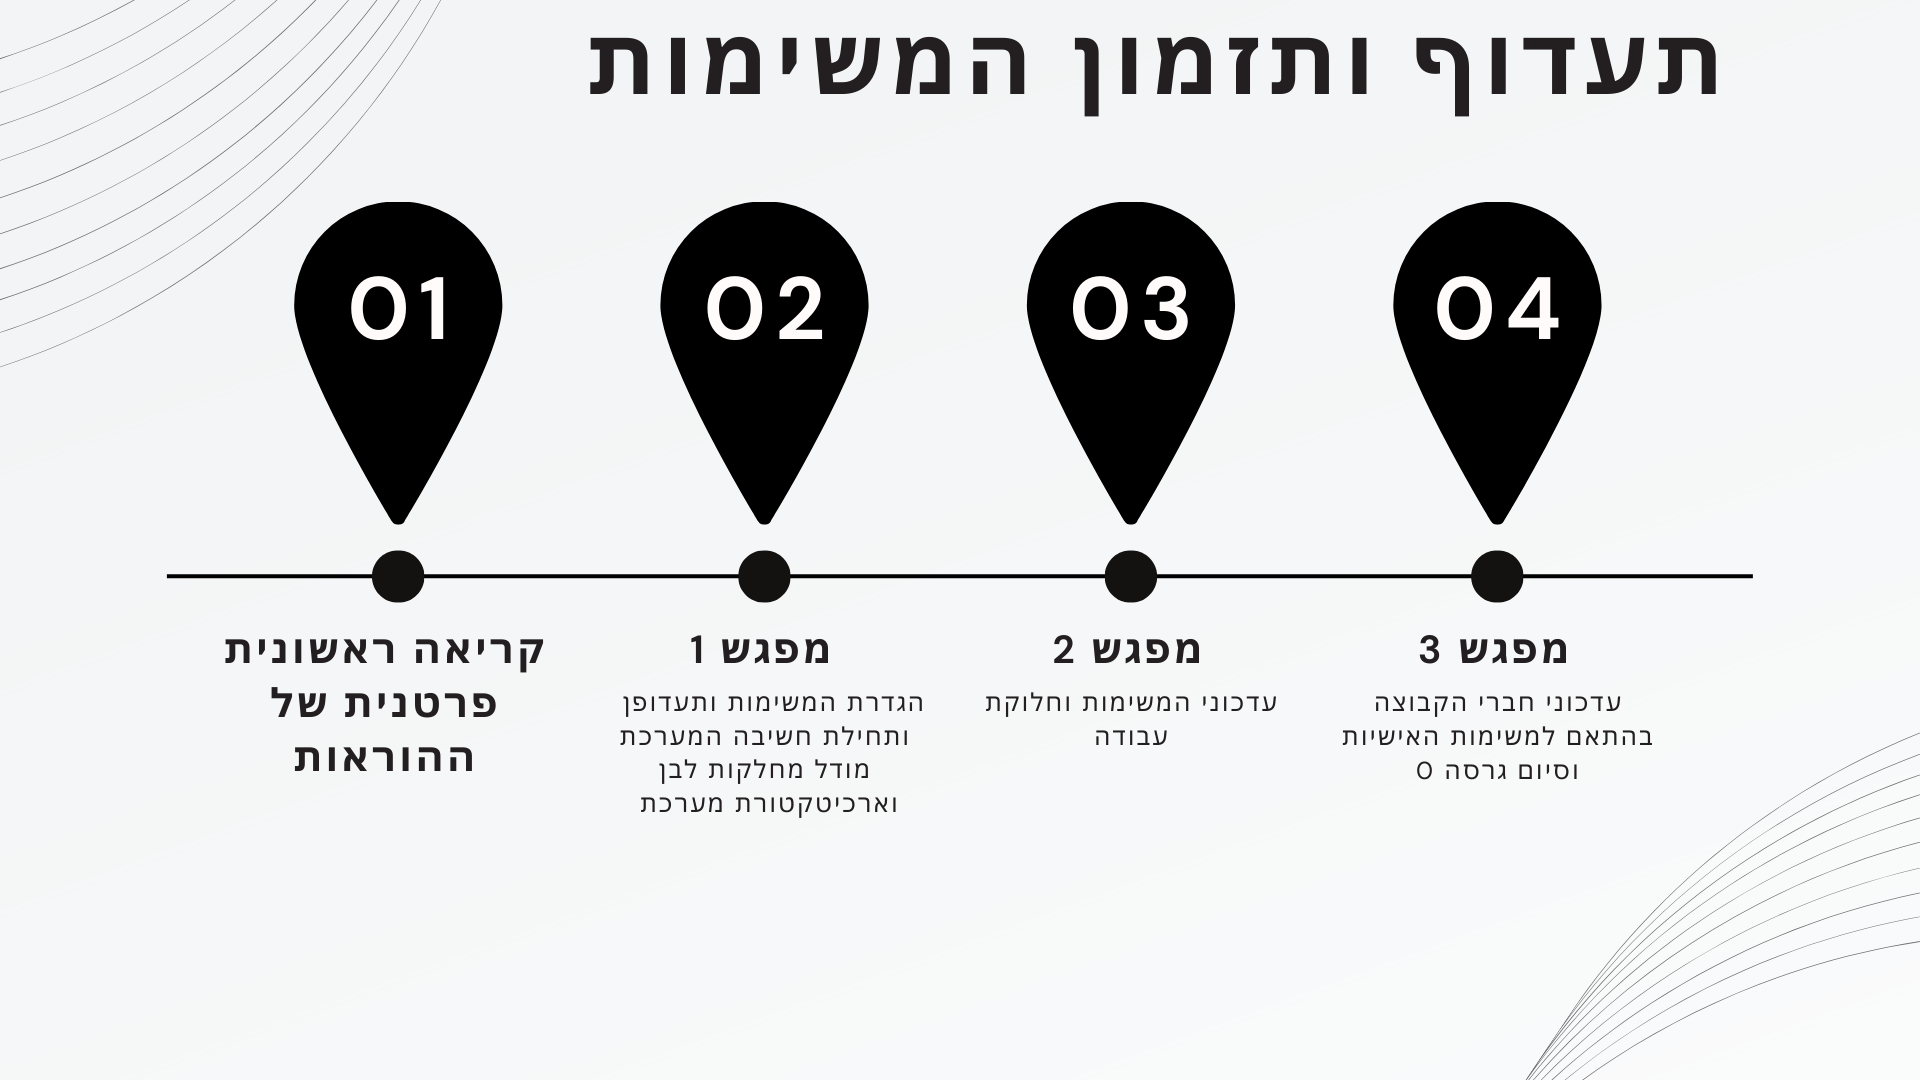 תעדוף ותזמון המשימות
01
02
03
04
קריאה ראשונית
פרטנית של
ההוראות
מפגש 1
הגדרת המשימות ותעדופן
ותחילת חשיבה המערכת
מודל מחלקות לבן
וארכיטקטורת מערכת
מפגש 2
עדכוני המשימות וחלוקת
עבודה
מפגש 3
עדכוני חברי הקבוצה
בהתאם למשימות האישיות
וסיום גרסה 0